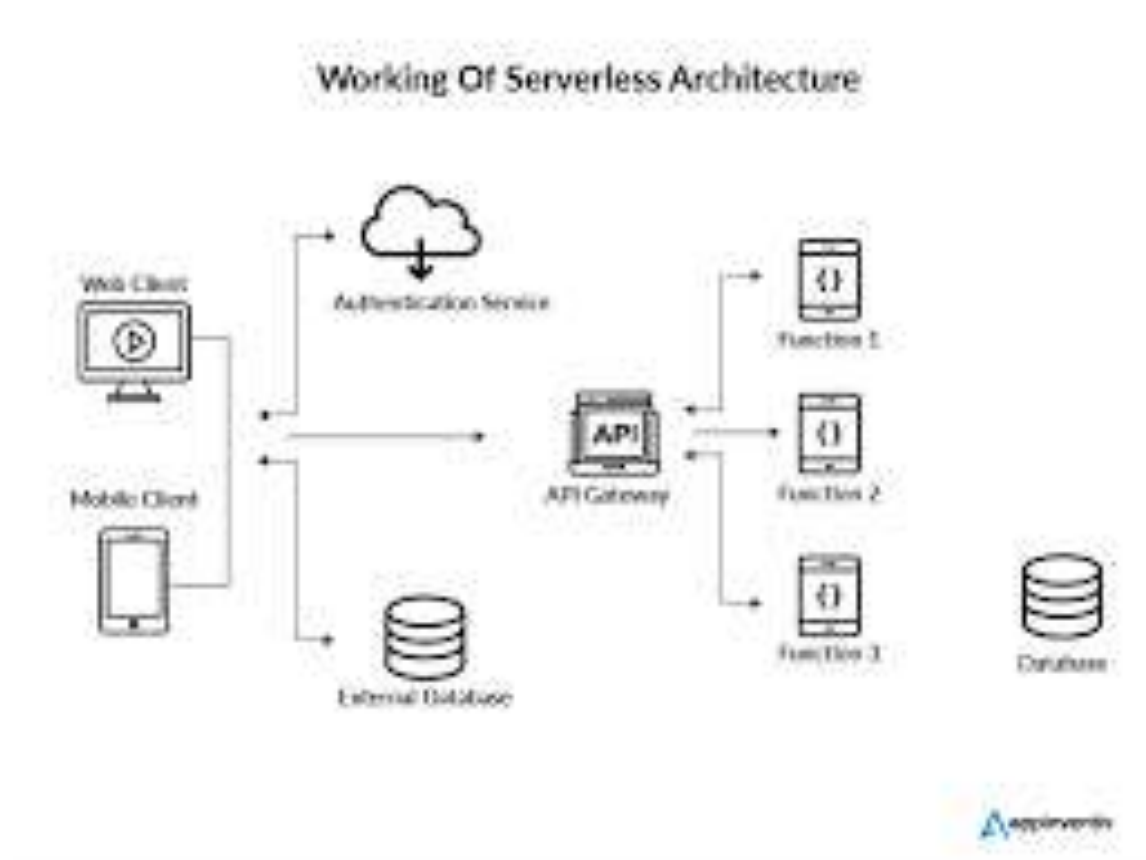 Working Of Serverless Architecture
Web Client
Authentication Service
Function 1
API
API Gateway
Function 2
Mobile Client
Function 3
Database
External Database
appinventiv